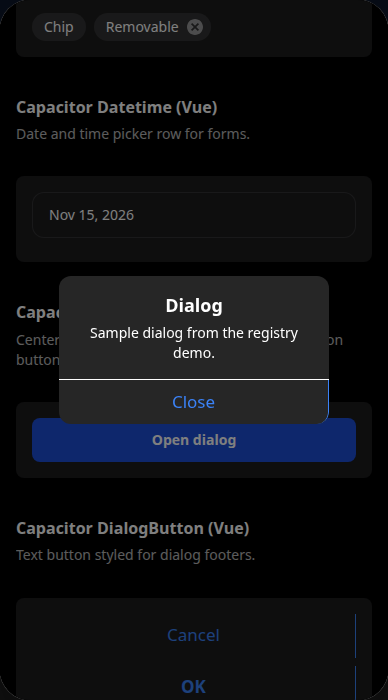 Chip
Removable
Capacitor Datetime (Vue)
Date and time picker row for forms.
Nov 15, 2026
Capac
Center
on
button
Dialog
Sample dialog from the registry
demo.
Close
Open dialog
Capacitor DialogButton (Vue)
Text button styled for dialog footers.
Cancel
OK